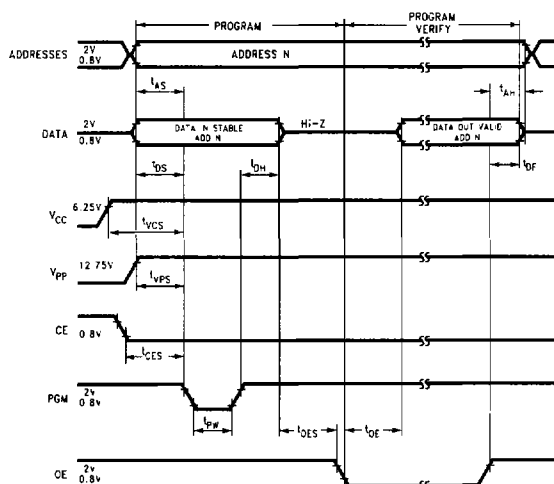 PROGRAM
PROGRAM
VERIFY
ADDRESSES
2V
0.8V
ADDRESS N
tAS
tAH
DATA
2V
0.8V
DATA IN STABLE
ADD N
Hi-Z
DATA OUT VALID
ADD N
tDS
tDH
tDF
VCC
6.25V
tVCS
VPP
12.75V
tVPS
CE
0.8V
tCES
PGM
2V
0.8V
tPW
tOES
tOE
OE
2V
0.8V